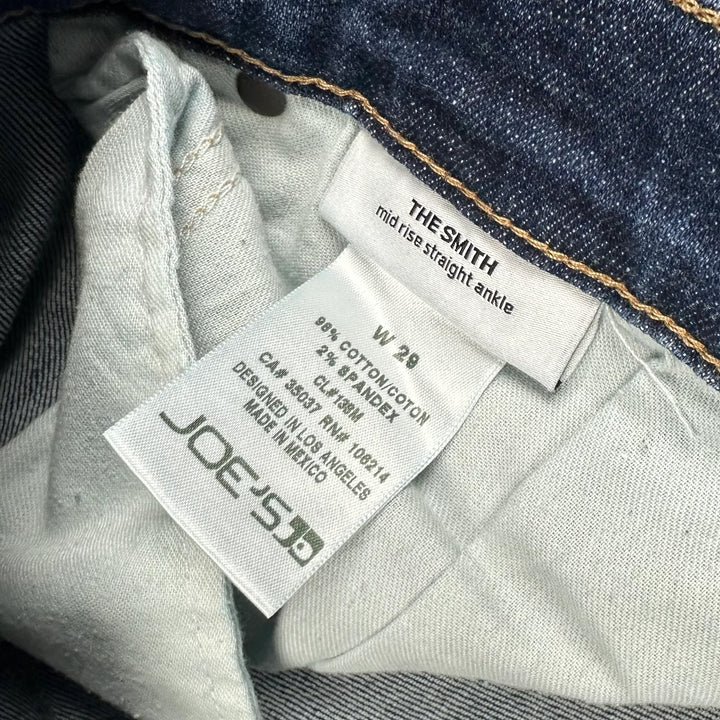 THE SMITH
mid rise straight ankle
W 29
98% COTTON/COTON
2% SPANDEX
CL#139M
CA# 35037 RN# 106214
DESIGNED IN LOS ANGELES
MADE IN MEXICO
JOE'S